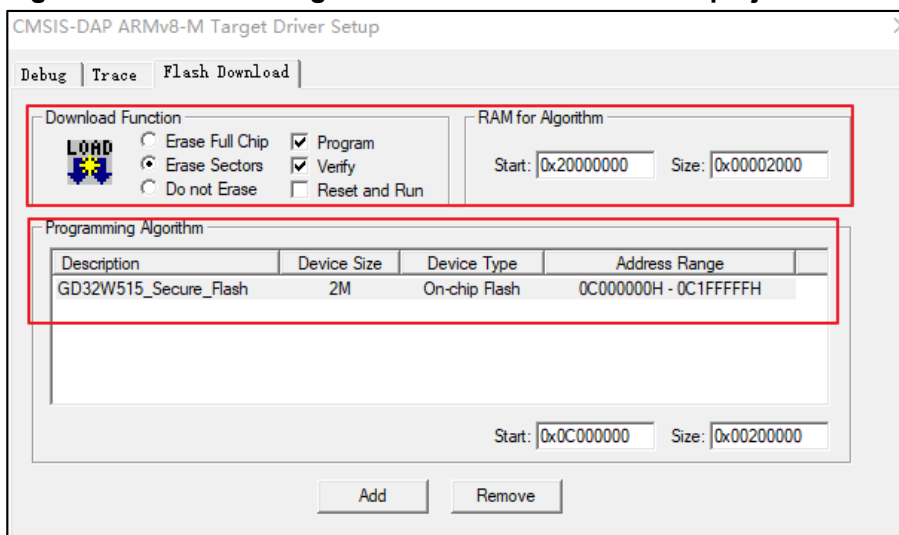 CMSIS-DAP ARMv8-M Target Driver Setup
Debug Trace Flash Download
Download Function
LOAD
Erase Full Chip
Erase Sectors
Do not Erase
Program
Verify
Reset and Run
RAM for Algorithm
Start: 0x20000000 Size: 0x00002000
Programming Algorithm
Description Device Size Device Type Address Range
GD32W515_Secure_Flash 2M On-chip Flash 0C000000H - 0C1FFFFFH
Start: 0x0C000000 Size: 0x00200000
Add Remove